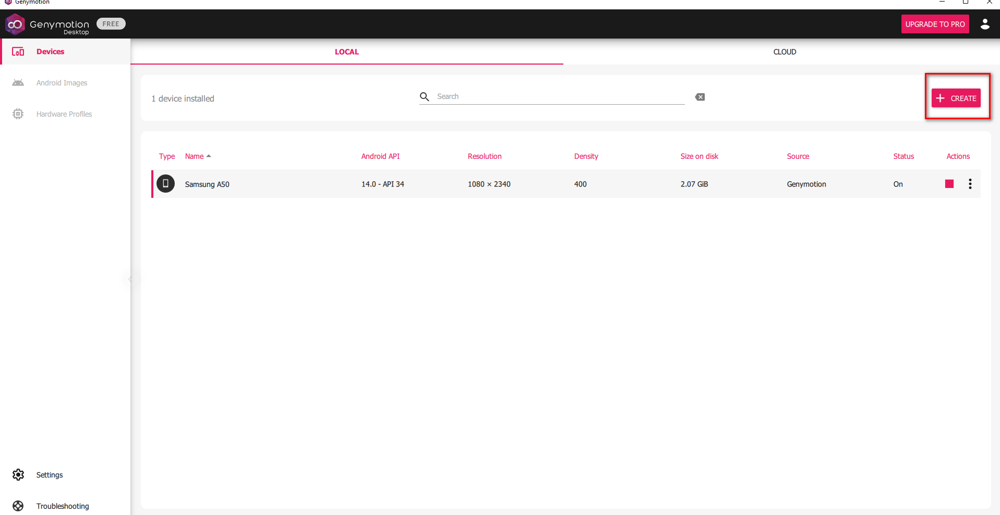 Genymotion
Genymotion
Desktop
FREE
UPGRADE TO PRO
Devices
LOCAL
CLOUD
Android Images
1 device installed
Search
CREATE
Hardware Profiles
Type Name Android API Resolution Density Size on disk Source Status Actions
Samsung A50 14.0 - API 34 1080 × 2340 400 2.07 GiB Genymotion On
Settings
Troubleshooting